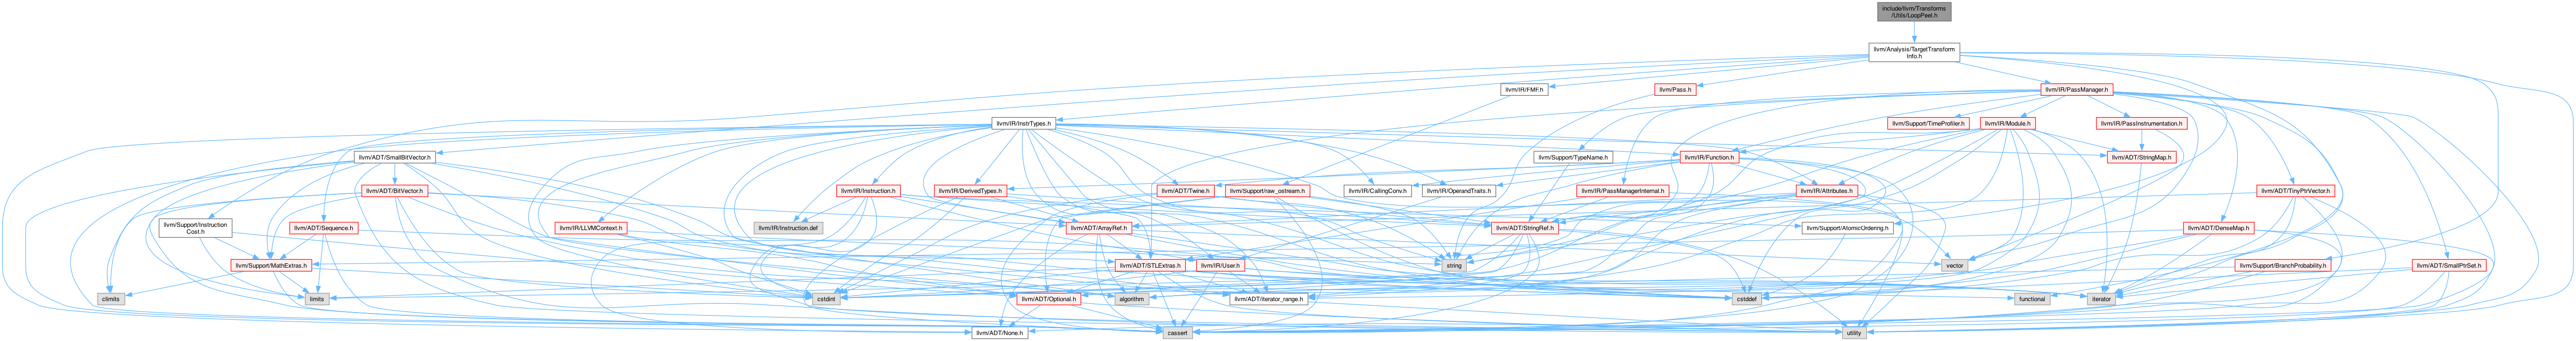 include/llvm/Transforms
/Utils/LoopPeel.h
llvm/Analysis/TargetTransform
Info.h
llvm/IR/FMF.h
llvm/Pass.h
llvm/IR/PassManager.h
llvm/IR/InstrTypes.h
llvm/Support/TimeProfiler.h
llvm/IR/Module.h
llvm/IR/PassInstrumentation.h
llvm/ADT/SmallBitVector.h
llvm/Support/TypeName.h
llvm/IR/Function.h
llvm/ADT/StringMap.h
llvm/ADT/BitVector.h
llvm/IR/Instruction.h
llvm/IR/DerivedTypes.h
llvm/ADT/Twine.h
llvm/Support/raw_ostream.h
llvm/IR/CallingConv.h
llvm/IR/OperandTraits.h
llvm/IR/PassManagerInternal.h
llvm/IR/Attributes.h
llvm/ADT/TinyPtrVector.h
llvm/Support/Instruction
Cost.h
llvm/ADT/Sequence.h
llvm/IR/LLVMContext.h
llvm/IR/Instruction.def
llvm/ADT/ArrayRef.h
llvm/ADT/StringRef.h
llvm/Support/AtomicOrdering.h
llvm/ADT/DenseMap.h
llvm/Support/MathExtras.h
llvm/ADT/STLExtras.h
llvm/IR/User.h
string
vector
llvm/Support/BranchProbability.h
llvm/ADT/SmallPtrSet.h
climits
limits
cstdint
llvm/ADT/Optional.h
algorithm
llvm/ADT/iterator_range.h
cstddef
functional
iterator
llvm/ADT/None.h
cassert
utility